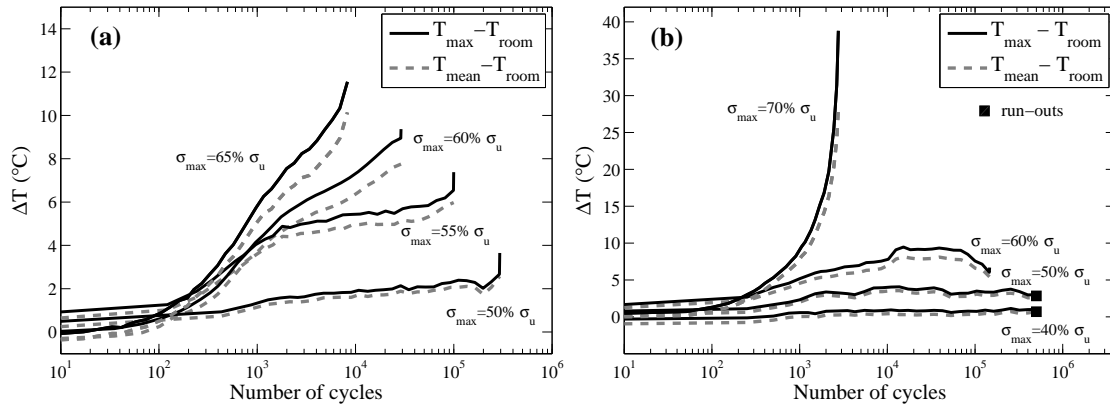 (a)
T_max−T_room
T_mean−T_room
σ_max=65% σ_u
σ_max=60% σ_u
σ_max=55% σ_u
σ_max=50% σ_u
14
12
10
8
6
4
2
0
ΔT (°C)
10^1 10^2 10^3 10^4 10^5 10^6
Number of cycles
(b)
T_max−T_room
T_mean−T_room
run−outs
σ_max=70% σ_u
σ_max=60% σ_u
σ_max=50% σ_u
σ_max=40% σ_u
40
35
30
25
20
15
10
5
0
ΔT (°C)
10^1 10^2 10^3 10^4 10^5 10^6
Number of cycles